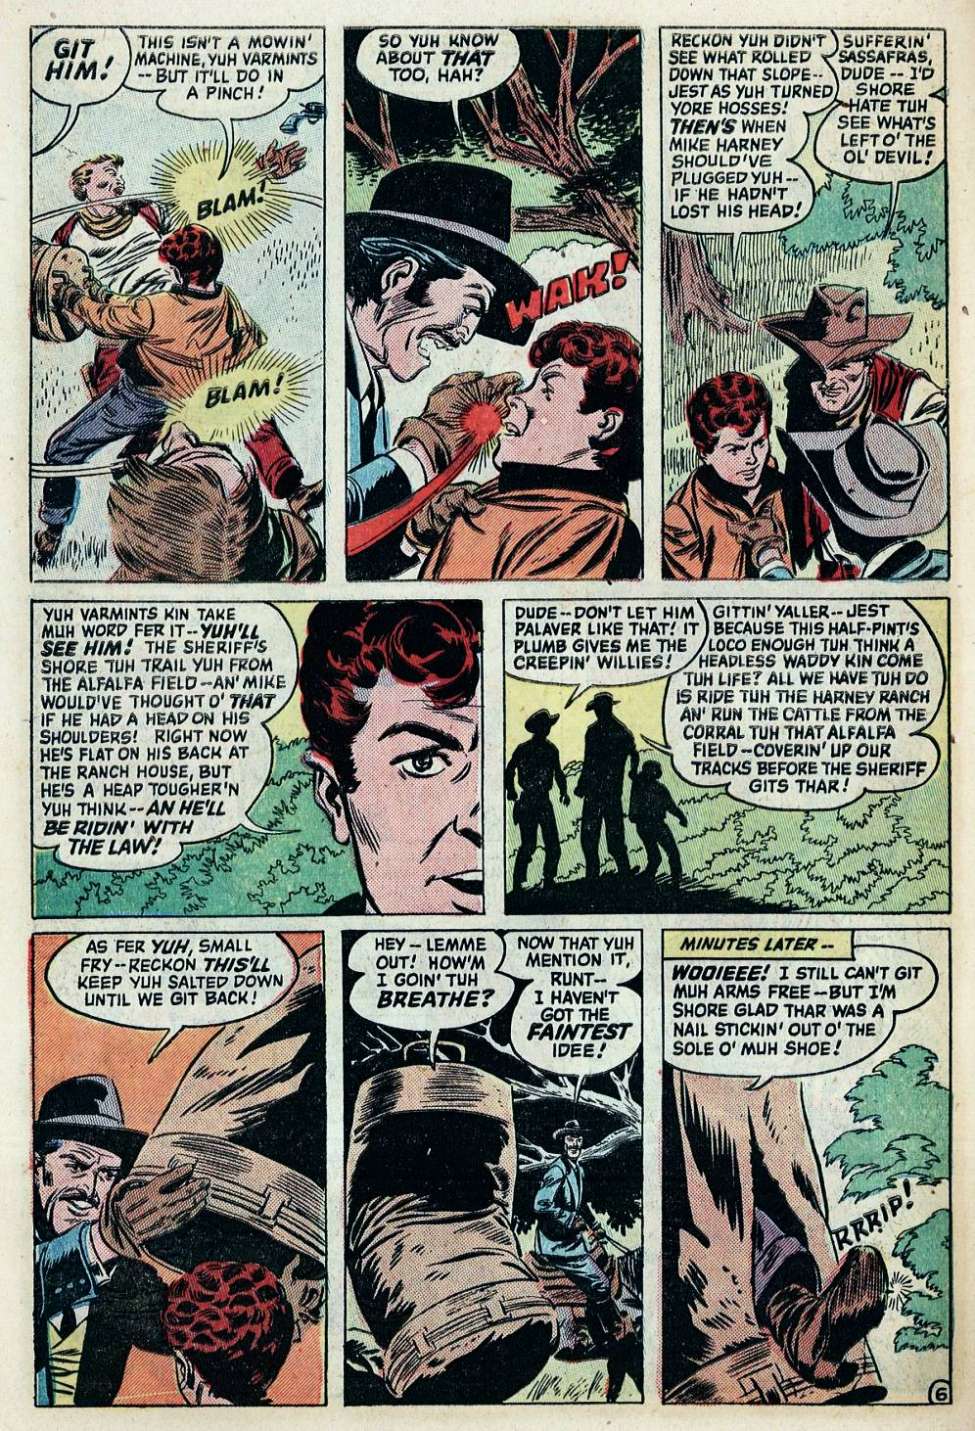 GIT
HIM!
THIS ISN'T A MOWIN'
MACHINE, YUH VARMINTS
-- BUT IT'LL DO IN
A PINCH!
BLAM!
BLAM!
SO YUH KNOW
ABOUT THAT
TOO, HAH?
WAK!
RECKON YUH DIDN'T
SEE WHAT ROLLED
DOWN THAT SLOPE--
JEST AS YUH TURNED
YORE HOSSES!
THEN'S WHEN
MIKE HARNEY
SHOULD'VE
PLUGGED YUH--
IF HE HADN'T
LOST HIS HEAD!
SUFFERIN'
SASSAFRAS,
DUDE -- I'D
SHORE
HATE TUH
SEE WHAT'S
LEFT O' THE
OL' DEVIL!
YUH VARMINTS KIN TAKE
MUH WORD FER IT--YUH'LL
SEE HIM! THE SHERIFF'S
SHORE TUH TRAIL YUH FROM
THE ALFALFA FIELD--AN' MIKE
WOULD'VE THOUGHT O' THAT
IF HE HAD A HEAD ON HIS
SHOULDERS! RIGHT NOW
HE'S FLAT ON HIS BACK AT
THE RANCH HOUSE, BUT
HE'S A HEAP TOUGHER'N
YUH THINK--AN HE'LL
BE RIDIN' WITH
THE LAW!
DUDE--DON'T LET HIM
PALAVER LIKE THAT! IT
PLUMB GIVES ME THE
CREEPIN' WILLIES!
GITTIN' YALLER--JEST
BECAUSE THIS HALF-PINT'S
LOCO ENOUGH TUH THINK A
HEADLESS WADDY KIN COME
TUH LIFE? ALL WE HAVE TUH DO
IS RIDE TUH THE HARNEY RANCH
AN' RUN THE CATTLE FROM THE
CORRAL TUH THAT ALFALFA
FIELD--COVERIN' UP OUR
TRACKS BEFORE THE SHERIFF
GITS THAR!
AS FER YUH, SMALL
FRY--RECKON THIS'LL
KEEP YUH SALTED DOWN
UNTIL WE GIT BACK!
HEY-- LEMME
OUT! HOW'M
I GOIN' TUH
BREATHE?
NOW THAT YUH
MENTION IT,
RUNT--
I HAVEN'T
GOT THE
FAINTEST
IDEE!
MINUTES LATER--
WOOIEEE! I STILL CAN'T GIT
MUH ARMS FREE--BUT I'M
SHORE GLAD THAR WAS A
NAIL STICKIN' OUT O' THE
SOLE O' MUH SHOE!
RRRIP!
6